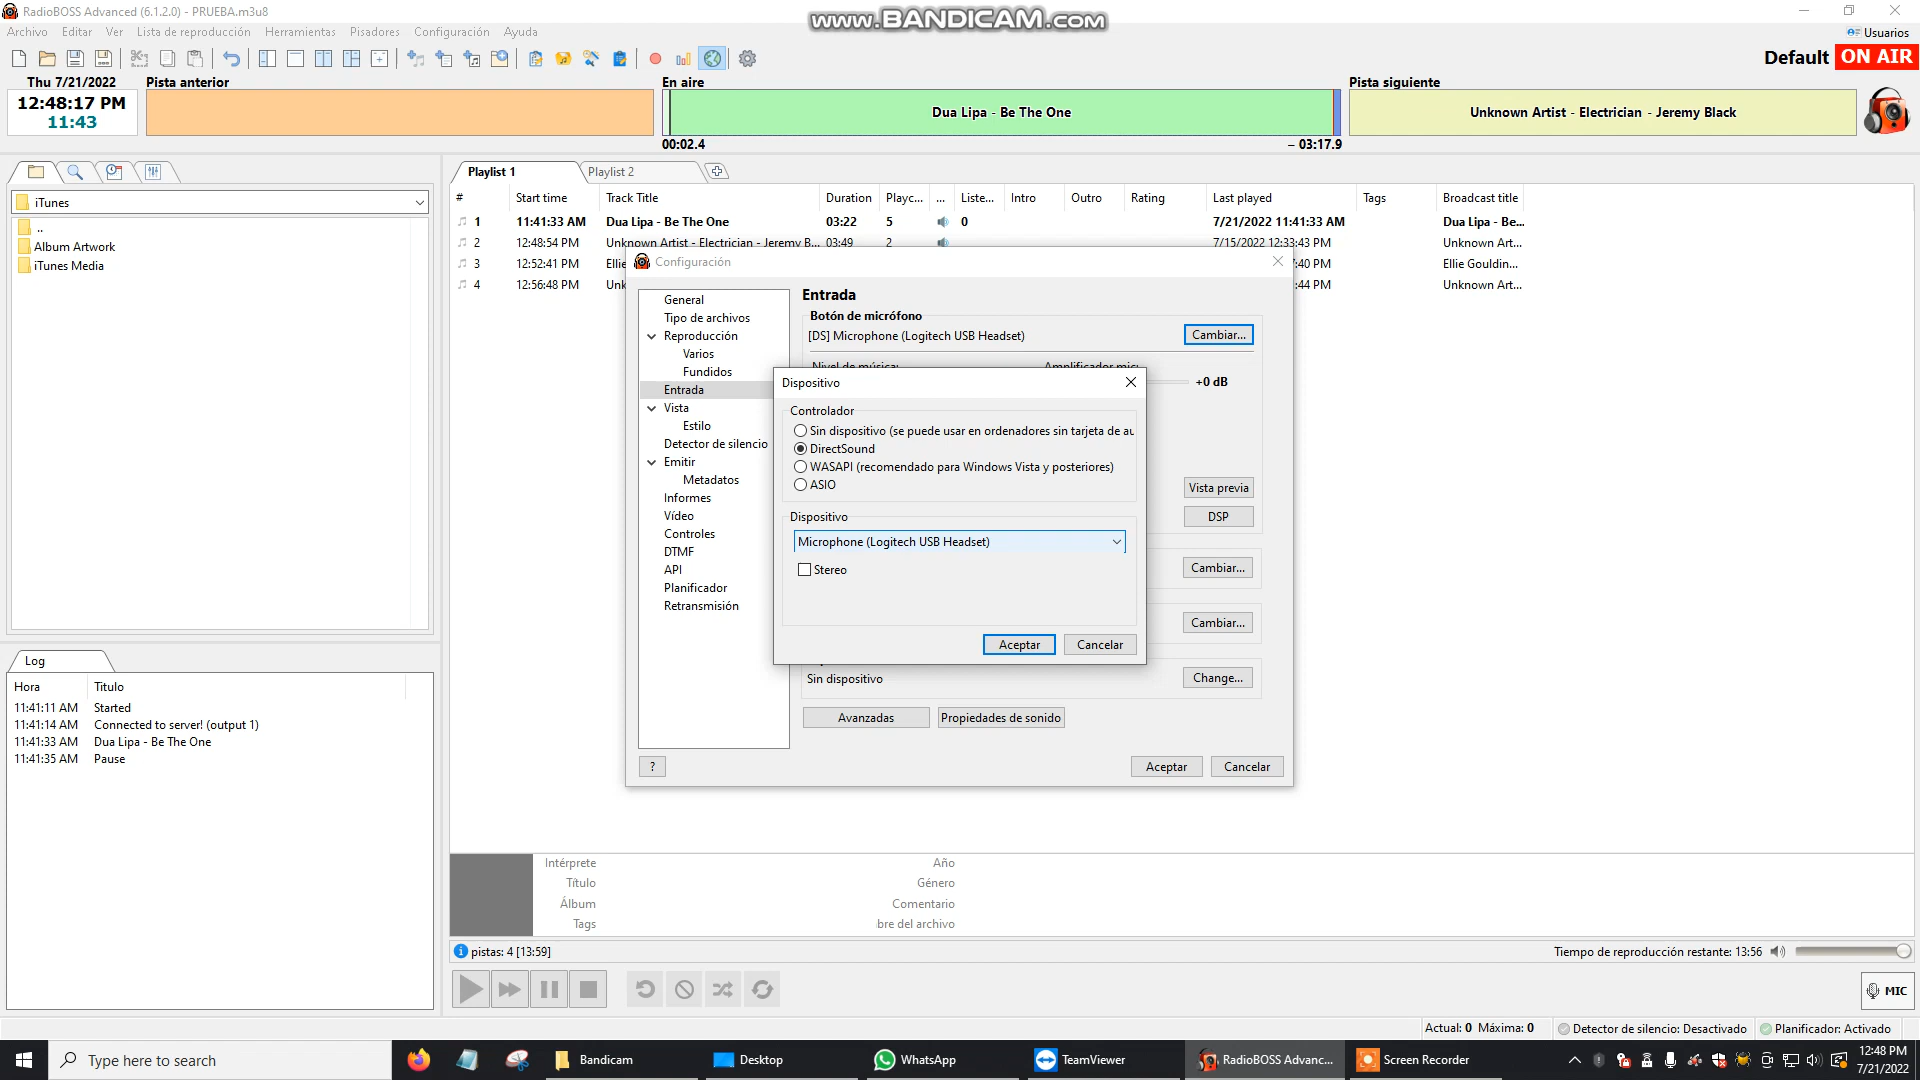 RadioBOSS Advanced (6.1.2.0) - PRUEBA.m3u8
www.BANDICAM.com
Archivo Editar Ver Lista de reproducción Herramientas Pisadores Configuración Ayuda
Usuarios
Default ON AIR
Thu 7/21/2022
12:48:17 PM
11:43
Pista anterior
En aire
Dua Lipa - Be The One
00:02.4
– 03:17.9
Pista siguiente
Unknown Artist - Electrician - Jeremy Black
iTunes
..
Album Artwork
iTunes Media
Playlist 1
Playlist 2
# Start time Track Title Duration Playc... ... Liste... Intro Outro Rating Last played Tags Broadcast title
1 11:41:33 AM Dua Lipa - Be The One 03:22 5 0 7/21/2022 11:41:33 AM Dua Lipa - Be...
2 12:48:54 PM Unknown Artist - Electrician - Jeremy B... 03:49 2 7/15/2022 12:33:43 PM Unknown Art...
3 12:52:41 PM Ellie :40 PM Ellie Gouldin...
4 12:56:48 PM Unk :44 PM Unknown Art...
Configuración
General
Tipo de archivos
Reproducción
Varios
Fundidos
Entrada
Vista
Estilo
Detector de silencio
Emitir
Metadatos
Informes
Vídeo
Controles
DTMF
API
Planificador
Retransmisión
Entrada
Botón de micrófono
[DS] Microphone (Logitech USB Headset)
Cambiar...
Nivel de música:
Amplificador mic:
+0 dB
Vista previa
DSP
Cambiar...
Cambiar...
Sin dispositivo
Change...
Avanzadas
Propiedades de sonido
?
Aceptar
Cancelar
Dispositivo
Controlador
Sin dispositivo (se puede usar en ordenadores sin tarjeta de au
DirectSound
WASAPI (recomendado para Windows Vista y posteriores)
ASIO
Dispositivo
Microphone (Logitech USB Headset)
Stereo
Aceptar
Cancelar
Log
Hora Titulo
11:41:11 AM Started
11:41:14 AM Connected to server! (output 1)
11:41:33 AM Dua Lipa - Be The One
11:41:35 AM Pause
Intérprete
Título
Álbum
Tags
Año
Género
Comentario
bre del archivo
pistas: 4 [13:59]
Tiempo de reproducción restante: 13:56
MIC
Actual: 0 Máxima: 0
Detector de silencio: Desactivado
Planificador: Activado
Type here to search
Bandicam
Desktop
WhatsApp
TeamViewer
RadioBOSS Advanc...
Screen Recorder
12:48 PM
7/21/2022